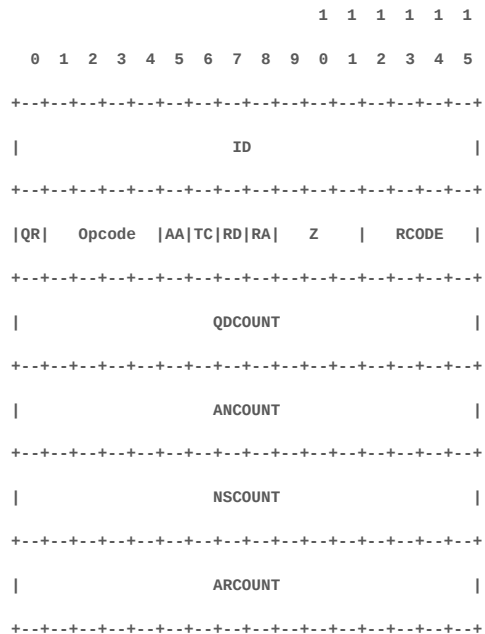 1  1  1  1  1  1
  0  1  2  3  4  5  6  7  8  9  0  1  2  3  4  5
+--+--+--+--+--+--+--+--+--+--+--+--+--+--+--+--+
|                      ID                       |
+--+--+--+--+--+--+--+--+--+--+--+--+--+--+--+--+
|QR|   Opcode  |AA|TC|RD|RA|   Z    |   RCODE   |
+--+--+--+--+--+--+--+--+--+--+--+--+--+--+--+--+
|                    QDCOUNT                    |
+--+--+--+--+--+--+--+--+--+--+--+--+--+--+--+--+
|                    ANCOUNT                    |
+--+--+--+--+--+--+--+--+--+--+--+--+--+--+--+--+
|                    NSCOUNT                    |
+--+--+--+--+--+--+--+--+--+--+--+--+--+--+--+--+
|                    ARCOUNT                    |
+--+--+--+--+--+--+--+--+--+--+--+--+--+--+--+--+